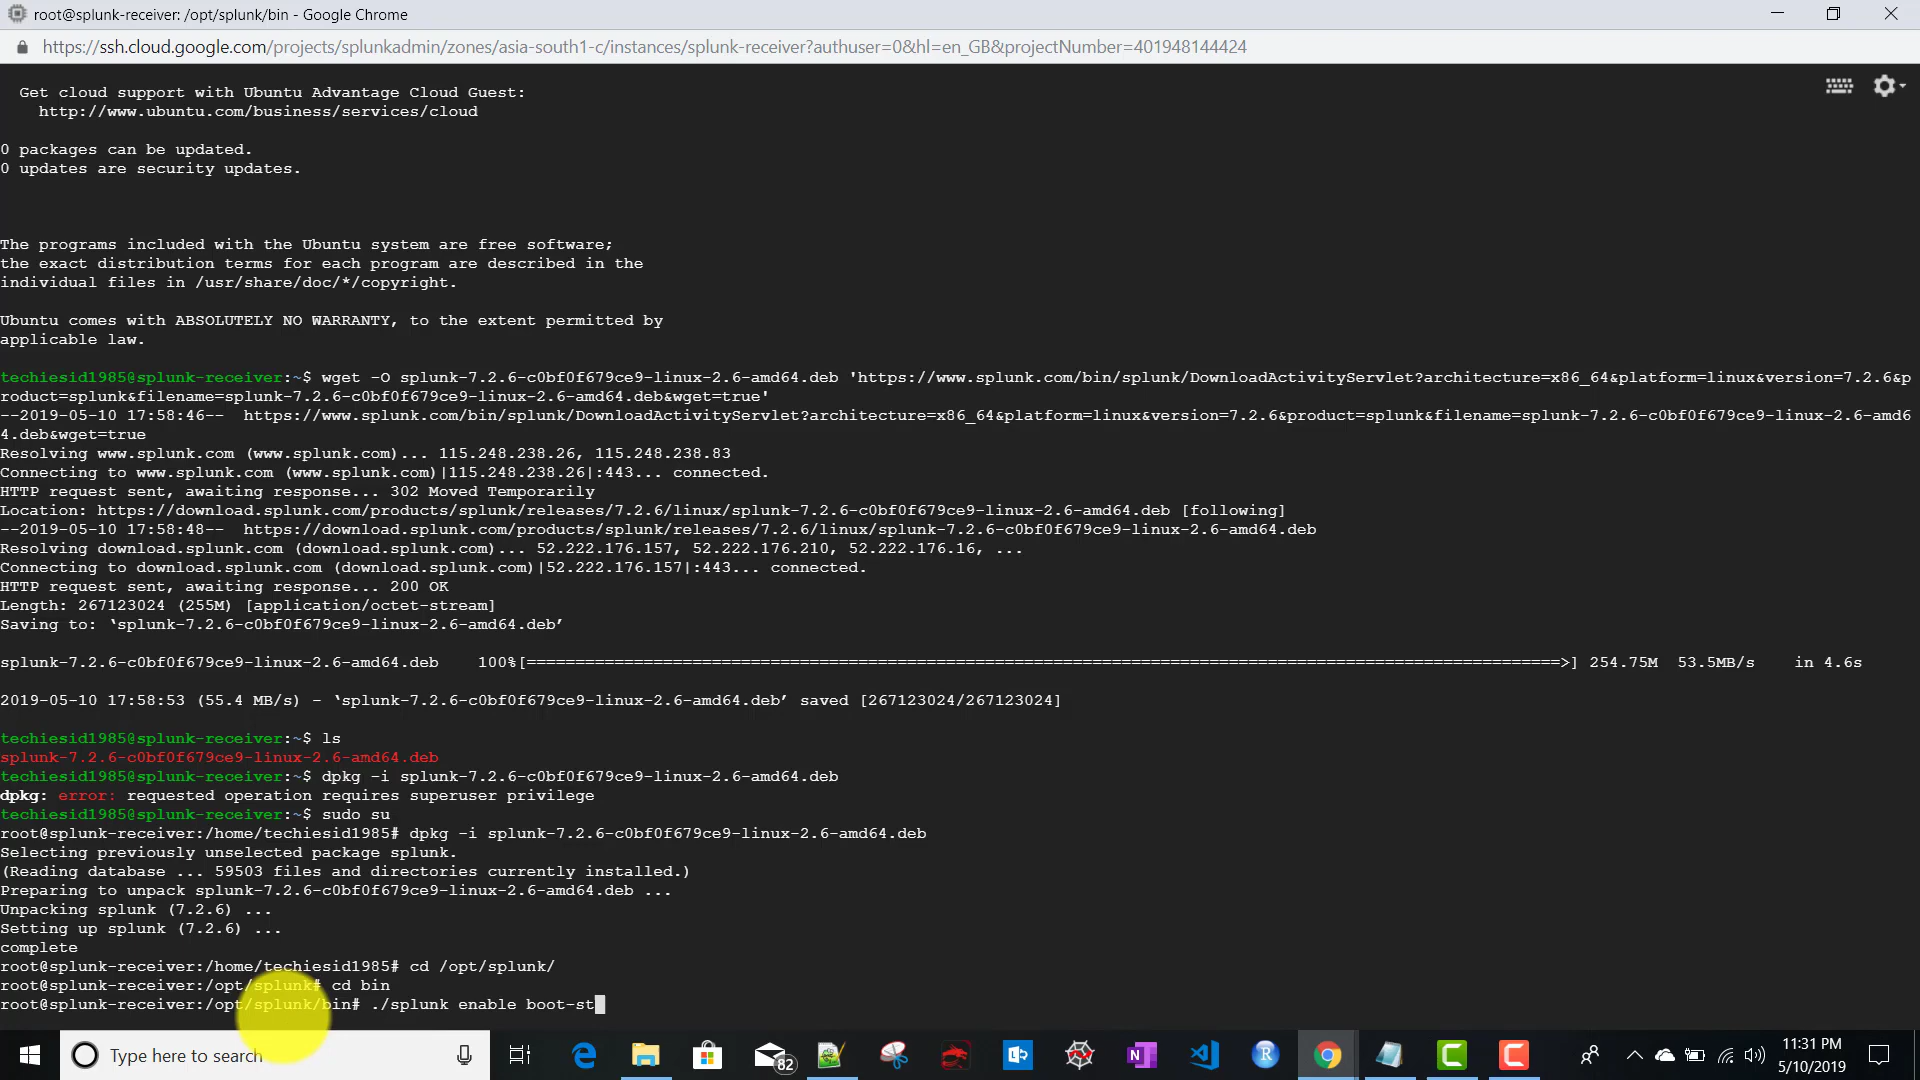 root@splunk-receiver: /opt/splunk/bin - Google Chrome
https://ssh.cloud.google.com/projects/splunkadmin/zones/asia-south1-c/instances/splunk-receiver?authuser=0&hl=en_GB&projectNumber=401948144424
Get cloud support with Ubuntu Advantage Cloud Guest:
http://www.ubuntu.com/business/services/cloud
0 packages can be updated.
0 updates are security updates.
The programs included with the Ubuntu system are free software;
the exact distribution terms for each program are described in the
individual files in /usr/share/doc/*/copyright.
Ubuntu comes with ABSOLUTELY NO WARRANTY, to the extent permitted by
applicable law.
techiesid1985@splunk-receiver:~$ wget -O splunk-7.2.6-c0bf0f679ce9-linux-2.6-amd64.deb 'https://www.splunk.com/bin/splunk/DownloadActivityServlet?architecture=x86_64&platform=linux&version=7.2.6&p
roduct=splunk&filename=splunk-7.2.6-c0bf0f679ce9-linux-2.6-amd64.deb&wget=true'
--2019-05-10 17:58:46--  https://www.splunk.com/bin/splunk/DownloadActivityServlet?architecture=x86_64&platform=linux&version=7.2.6&product=splunk&filename=splunk-7.2.6-c0bf0f679ce9-linux-2.6-amd6
4.deb&wget=true
Resolving www.splunk.com (www.splunk.com)... 115.248.238.26, 115.248.238.83
Connecting to www.splunk.com (www.splunk.com)|115.248.238.26|:443... connected.
HTTP request sent, awaiting response... 302 Moved Temporarily
Location: https://download.splunk.com/products/splunk/releases/7.2.6/linux/splunk-7.2.6-c0bf0f679ce9-linux-2.6-amd64.deb [following]
--2019-05-10 17:58:48--  https://download.splunk.com/products/splunk/releases/7.2.6/linux/splunk-7.2.6-c0bf0f679ce9-linux-2.6-amd64.deb
Resolving download.splunk.com (download.splunk.com)... 52.222.176.157, 52.222.176.210, 52.222.176.16, ...
Connecting to download.splunk.com (download.splunk.com)|52.222.176.157|:443... connected.
HTTP request sent, awaiting response... 200 OK
Length: 267123024 (255M) [application/octet-stream]
Saving to: ‘splunk-7.2.6-c0bf0f679ce9-linux-2.6-amd64.deb’
splunk-7.2.6-c0bf0f679ce9-linux-2.6-amd64.deb    100%[==========================================================================================================>] 254.75M  53.5MB/s    in 4.6s
2019-05-10 17:58:53 (55.4 MB/s) - ‘splunk-7.2.6-c0bf0f679ce9-linux-2.6-amd64.deb’ saved [267123024/267123024]
techiesid1985@splunk-receiver:~$ ls
splunk-7.2.6-c0bf0f679ce9-linux-2.6-amd64.deb
techiesid1985@splunk-receiver:~$ dpkg -i splunk-7.2.6-c0bf0f679ce9-linux-2.6-amd64.deb
dpkg: error: requested operation requires superuser privilege
techiesid1985@splunk-receiver:~$ sudo su
root@splunk-receiver:/home/techiesid1985# dpkg -i splunk-7.2.6-c0bf0f679ce9-linux-2.6-amd64.deb
Selecting previously unselected package splunk.
(Reading database ... 59503 files and directories currently installed.)
Preparing to unpack splunk-7.2.6-c0bf0f679ce9-linux-2.6-amd64.deb ...
Unpacking splunk (7.2.6) ...
Setting up splunk (7.2.6) ...
complete
root@splunk-receiver:/home/techiesid1985# cd /opt/splunk/
root@splunk-receiver:/opt/splunk# cd bin
root@splunk-receiver:/opt/splunk/bin# ./splunk enable boot-st
Type here to search
82
11:31 PM
5/10/2019